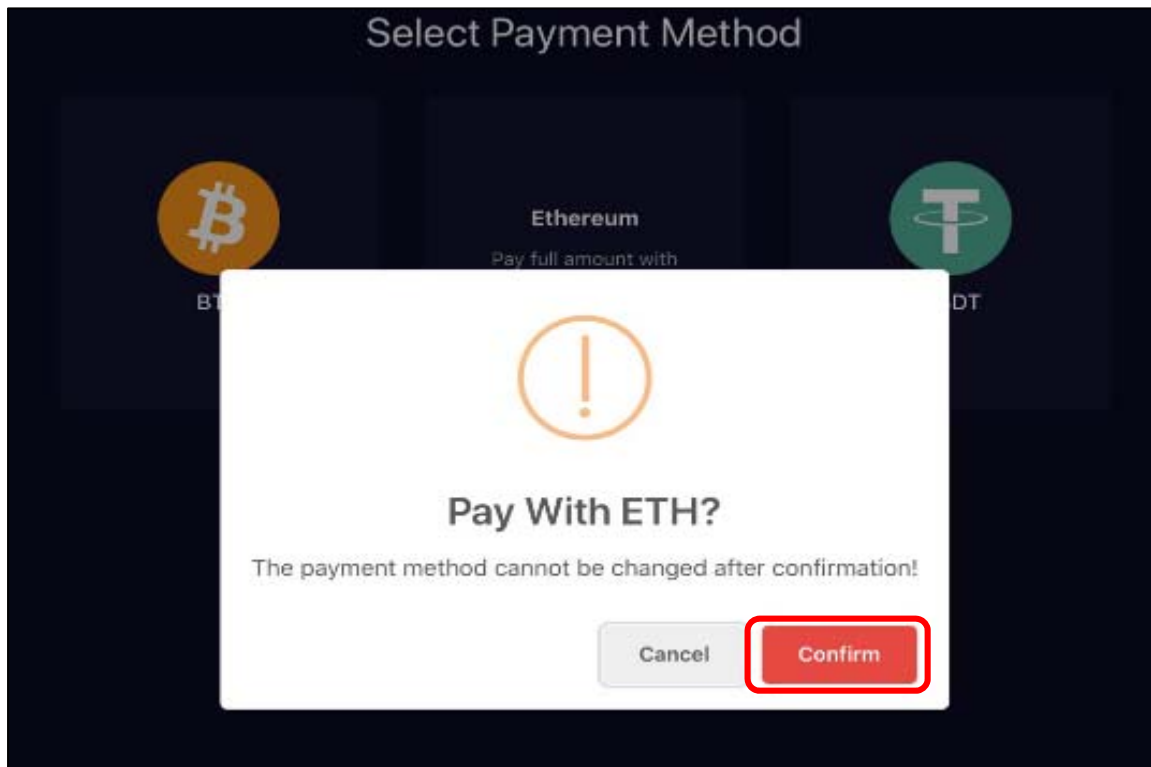 Select Payment Method
Ethereum
Pay full amount with
Pay With ETH?
The payment method cannot be changed after confirmation!
Cancel
Confirm